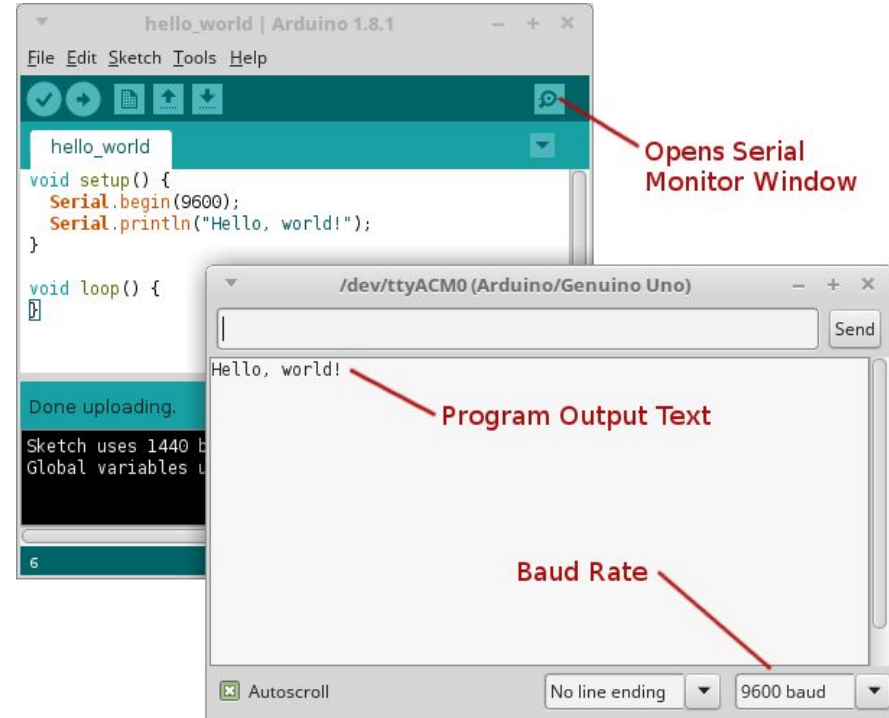 hello_world | Arduino 1.8.1
File Edit Sketch Tools Help
hello_world
Opens Serial
Monitor Window
void setup() {
Serial.begin(9600);
Serial.println("Hello, world!");
}
void loop() {
}
Done uploading.
Sketch uses 1440 b
Global variables u
6
/dev/ttyACM0 (Arduino/Genuino Uno)
Send
Hello, world!
Program Output Text
Baud Rate
Autoscroll
No line ending
9600 baud